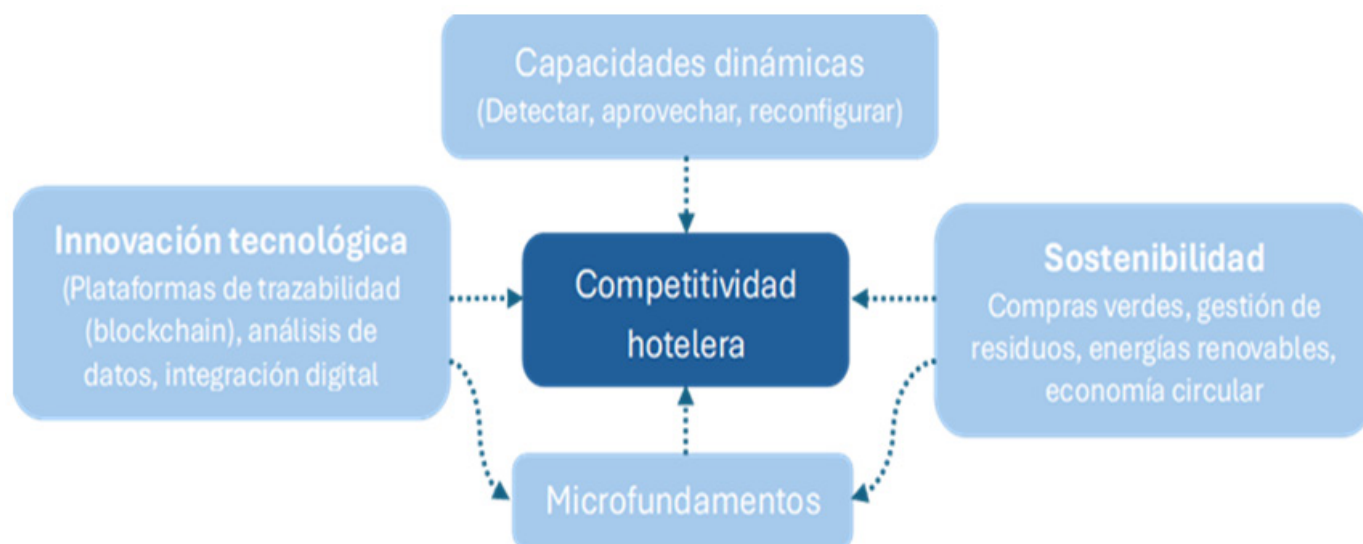 Capacidades dinámicas
(Detectar, aprovechar, reconfigurar)
Innovación tecnológica
(Plataformas de trazabilidad
(blockchain), análisis de
datos, integración digital
Competitividad
hotelera
Sostenibilidad
Compras verdes, gestión de
residuos, energías renovables,
economía circular
Microfundamentos